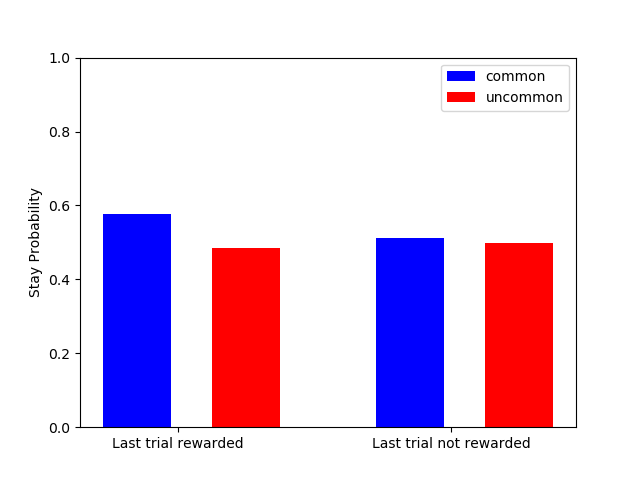 common
uncommon
1.0
0.8
0.6
0.4
0.2
0.0
Stay Probability
Last trial rewarded
Last trial not rewarded